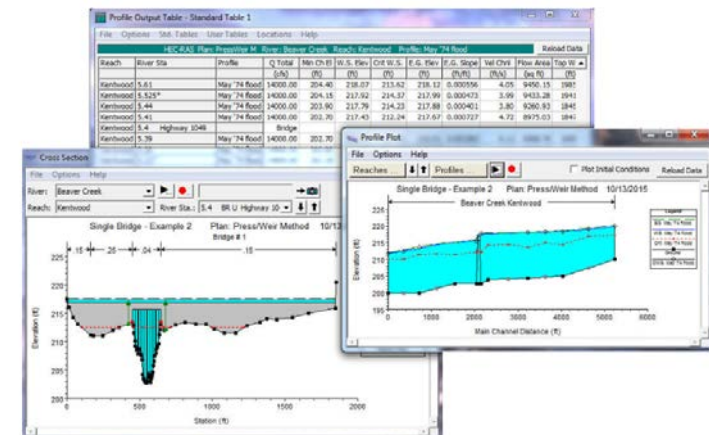 Profile Output Table - Standard Table 1
File Options Std. Tables User Tables Locations Help
HEC-RAS Plan: PressWeir M River: Beaver Creek Reach: Kentwood Profile: May '74 flood Reload Data
Reach River Sta Profile Q Total Min Ch El W.S. Elev Crit W.S. E.G. Elev E.G. Slope Vel Chnl Flow Area Top W
(cfs) (ft) (ft) (ft) (ft) (ft/ft) (ft/s) (sq ft) (ft)
Kentwood 5.61 May '74 flood 14000.00 204.40 218.07 213.62 218.12 0.000556 4.05 9450.15
Kentwood 5.525* May '74 flood 14000.00 204.15 217.92 214.37 217.99 0.000473 3.99 9433.28
Kentwood 5.44 May '74 flood 14000.00 203.90 217.79 214.23 217.88 0.000401 3.80 9260.93
Kentwood 5.41 May '74 flood 14000.00 202.70 217.43 212.24 217.67 0.000727 4.72 8975.03
Kentwood 5.4 Highway 1049 Bridge
Kentwood 5.39 May '74 flood 14000.00 202.70
Profile Plot
File Options Help
Reaches ... Profiles ... Plot Initial Conditions Reload Data
Single Bridge - Example 2 Plan: Press/Weir Method 10/13/2015
Beaver Creek Kentwood
Legend
Elevation (ft)
225
220
215
210
205
200
195
0 1000 2000 3000 4000 5000 6000
Main Channel Distance (ft)
Cross Section
File Options Help
River: Beaver Creek
Reach: Kentwood River Sta.: 5.4 BR U Highway 10
Single Bridge - Example 2 Plan: Press/Weir Method
Bridge # 1
.15 .04 .15
Elevation (ft)
225
220
215
210
205
200
0 500 1000 1500 2000
Station (ft)